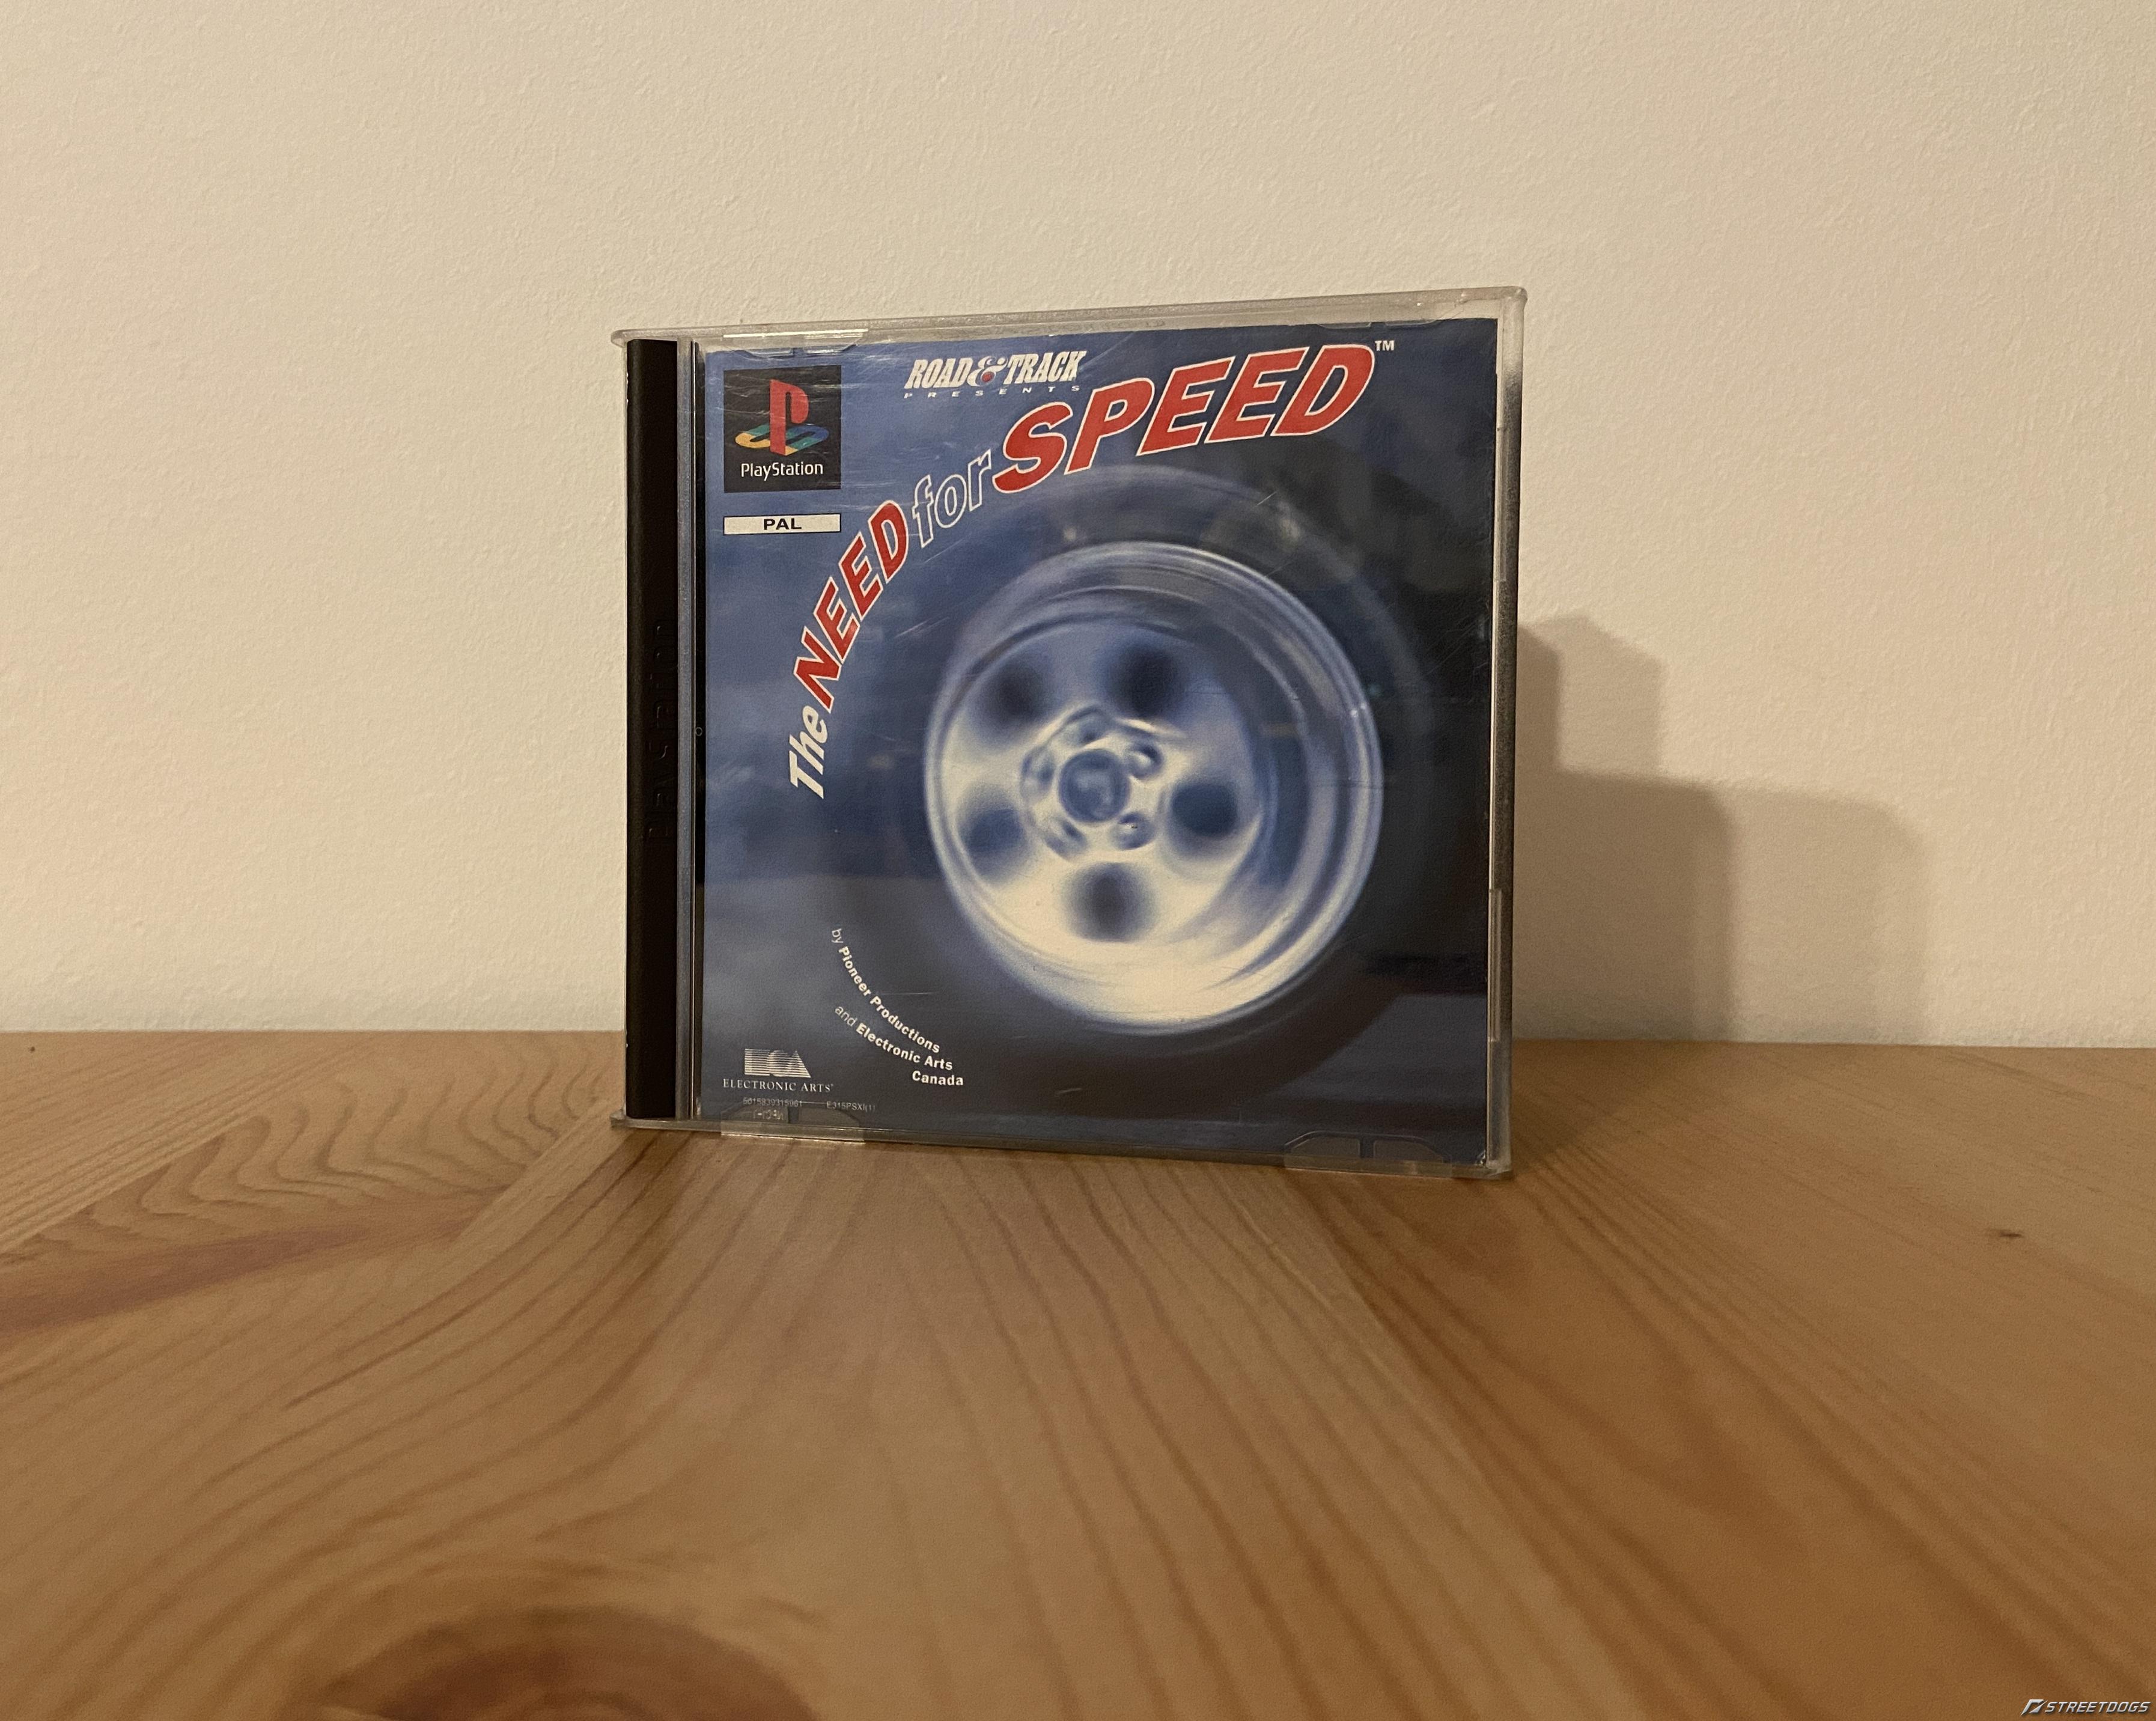 ROAD & TRACK
PRESENTS
The NEED for SPEED™
PlayStation
PAL
by Pioneer Productions
and Electronic Arts
Canada
ELECTRONIC ARTS®
STREETDOGS